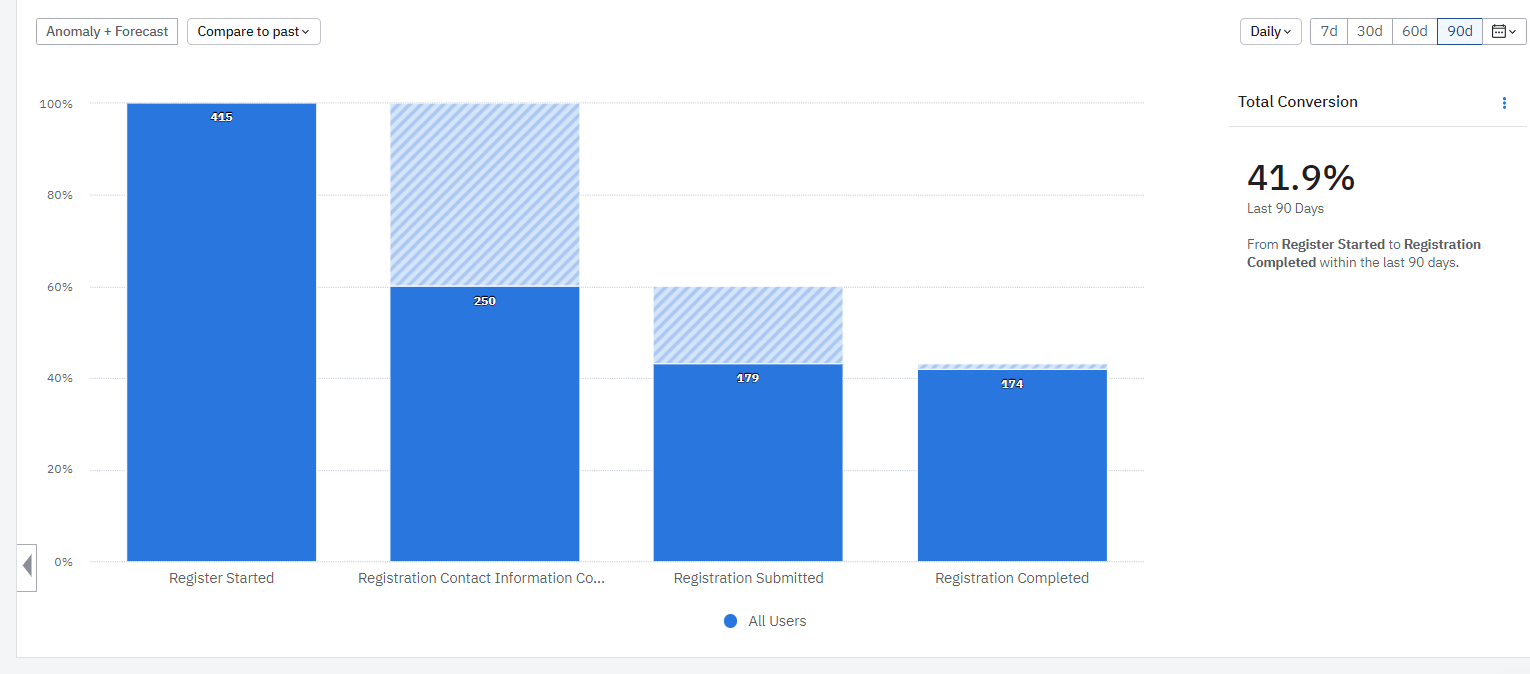 Anomaly + Forecast
Compare to past
Daily
7d
30d
60d
90d
Total Conversion
41.9%
Last 90 Days
From Register Started to Registration
Completed within the last 90 days.
100%
80%
60%
40%
20%
0%
415
250
179
174
Register Started
Registration Contact Information Co...
Registration Submitted
Registration Completed
All Users